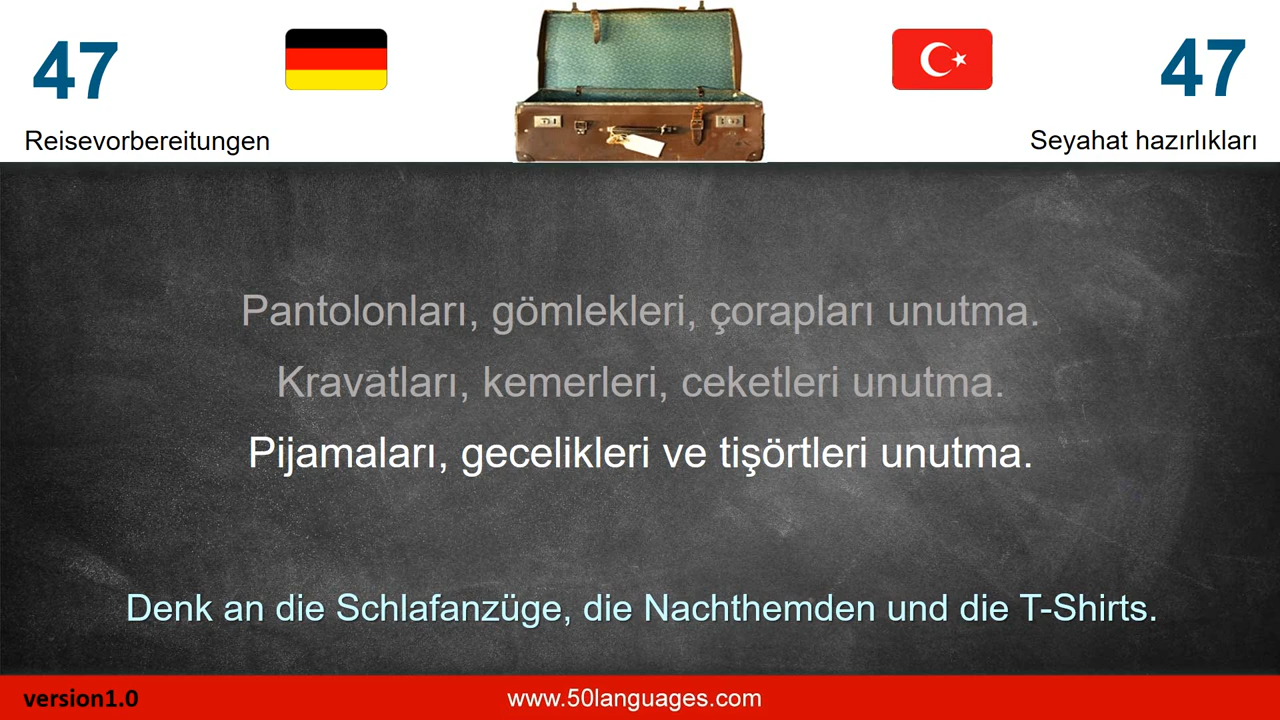 47
47
Reisevorbereitungen
Seyahat hazırlıkları
Pantolonları, gömlekleri, çorapları unutma.
Kravatları, kemerleri, ceketleri unutma.
Pijamaları, gecelikleri ve tişörtleri unutma.
Denk an die Schlafanzüge, die Nachthemden und die T-Shirts.
version1.0
www.50languages.com